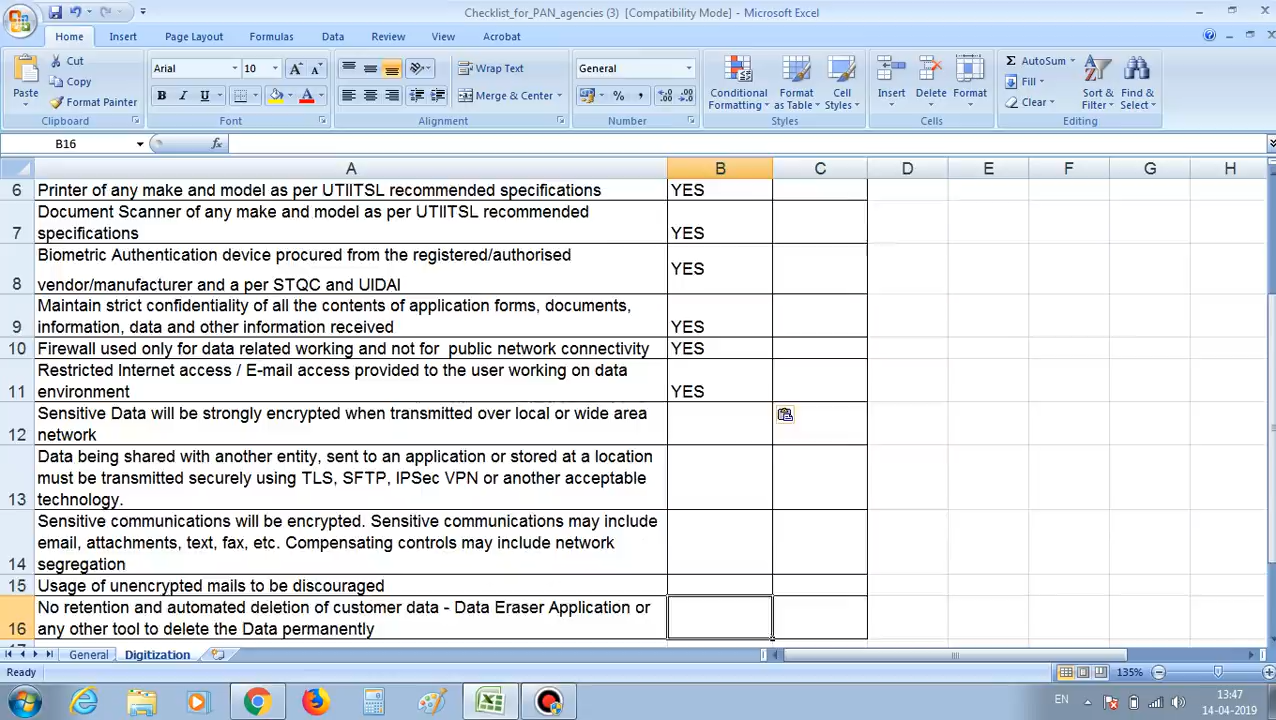 Checklist_for_PAN_agencies (3) [Compatibility Mode] - Microsoft Excel
Home Insert Page Layout Formulas Data Review View Acrobat
Paste
Cut
Copy
Format Painter
Clipboard
Arial 10
B I U
Font
Wrap Text
Merge & Center
Alignment
General
Number
Conditional Formatting
Format as Table
Cell Styles
Styles
Insert Delete Format
Cells
AutoSum
Fill
Clear
Sort & Filter
Find & Select
Editing
B16 fx
A B C D E F G H
6 Printer of any make and model as per UTIITSL recommended specifications YES
Document Scanner of any make and model as per UTIITSL recommended
7 specifications YES
Biometric Authentication device procured from the registered/authorised
YES
8 vendor/manufacturer and a per STQC and UIDAI
Maintain strict confidentiality of all the contents of application forms, documents,
9 information, data and other information received YES
10 Firewall used only for data related working and not for public network connectivity YES
Restricted Internet access / E-mail access provided to the user working on data
11 environment YES
Sensitive Data will be strongly encrypted when transmitted over local or wide area
12 network
Data being shared with another entity, sent to an application or stored at a location
must be transmitted securely using TLS, SFTP, IPSec VPN or another acceptable
13 technology.
Sensitive communications will be encrypted. Sensitive communications may include
email, attachments, text, fax, etc. Compensating controls may include network
14 segregation
15 Usage of unencrypted mails to be discouraged
No retention and automated deletion of customer data - Data Eraser Application or
16 any other tool to delete the Data permanently
General Digitization
Ready 135%
EN 13:47
14-04-2019